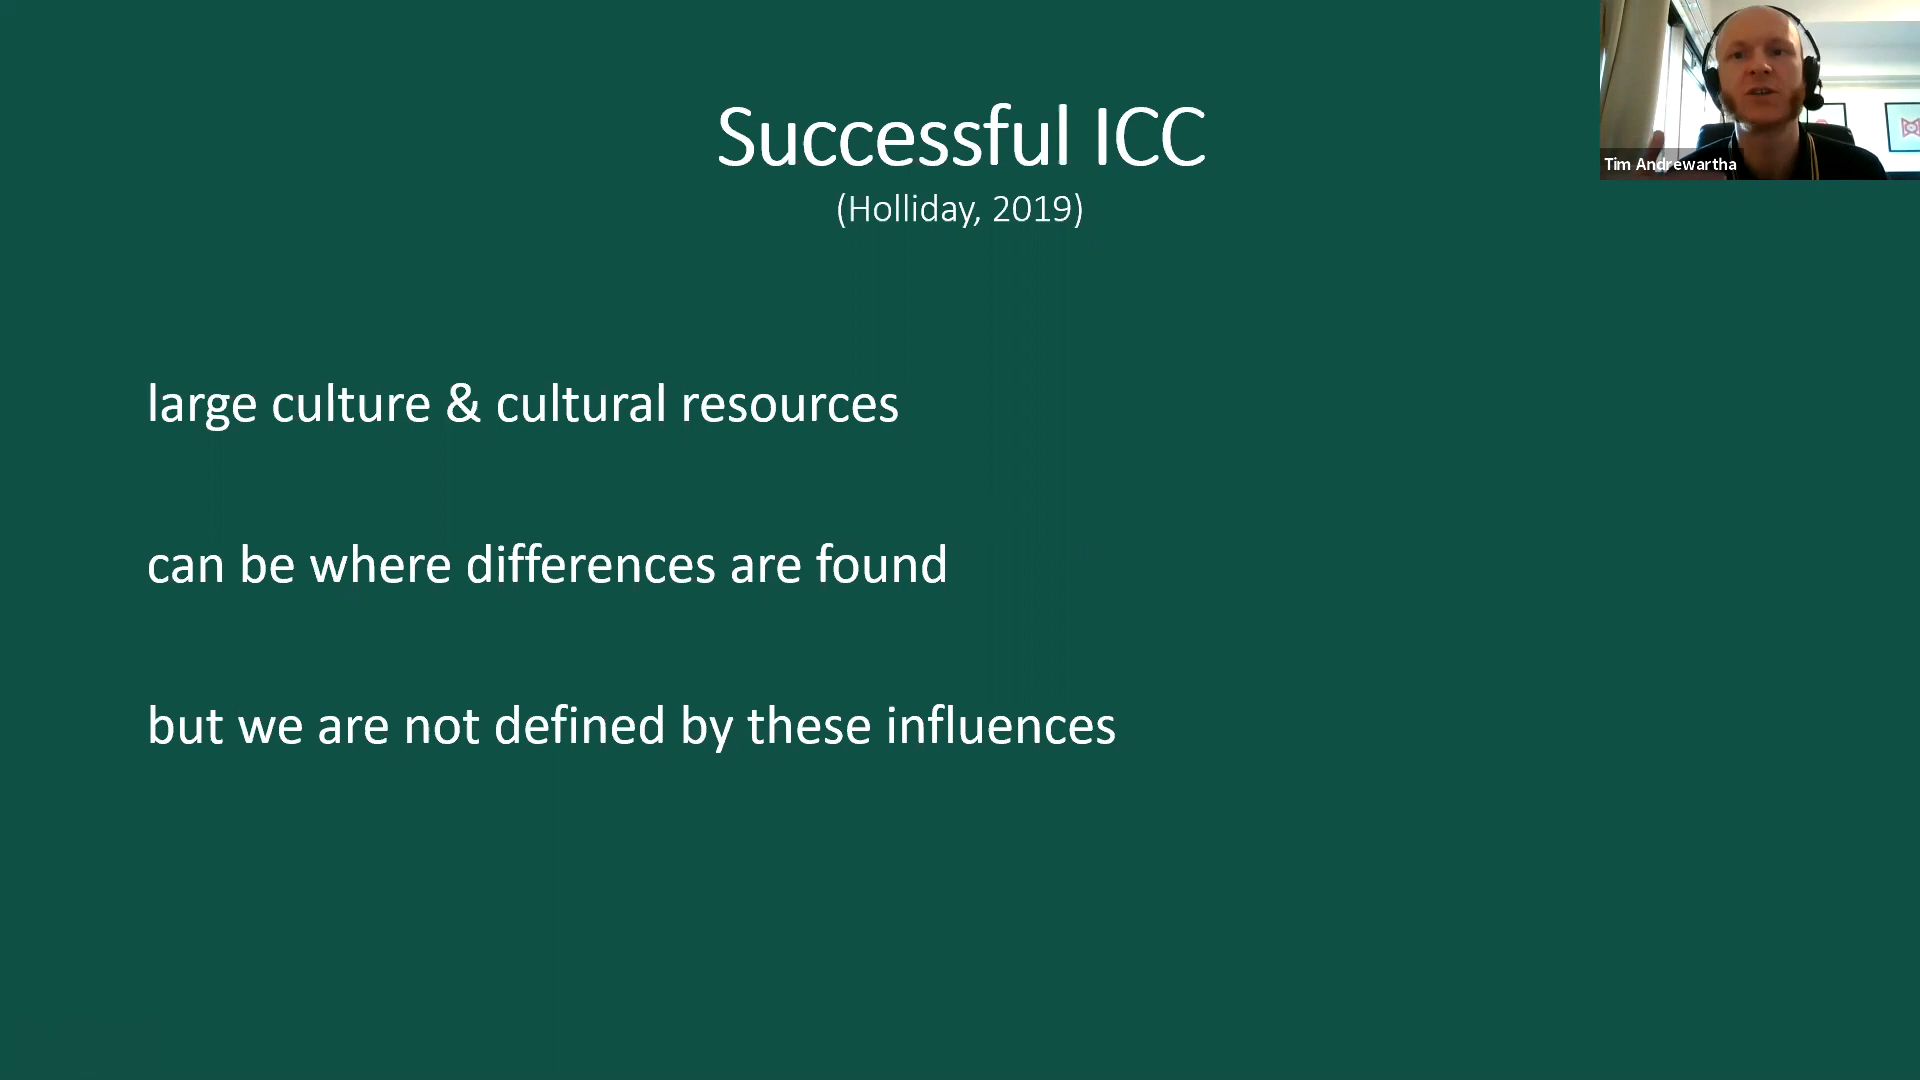 Successful ICC
(Holliday, 2019)
Tim Andrewartha
large culture & cultural resources
can be where differences are found
but we are not defined by these influences